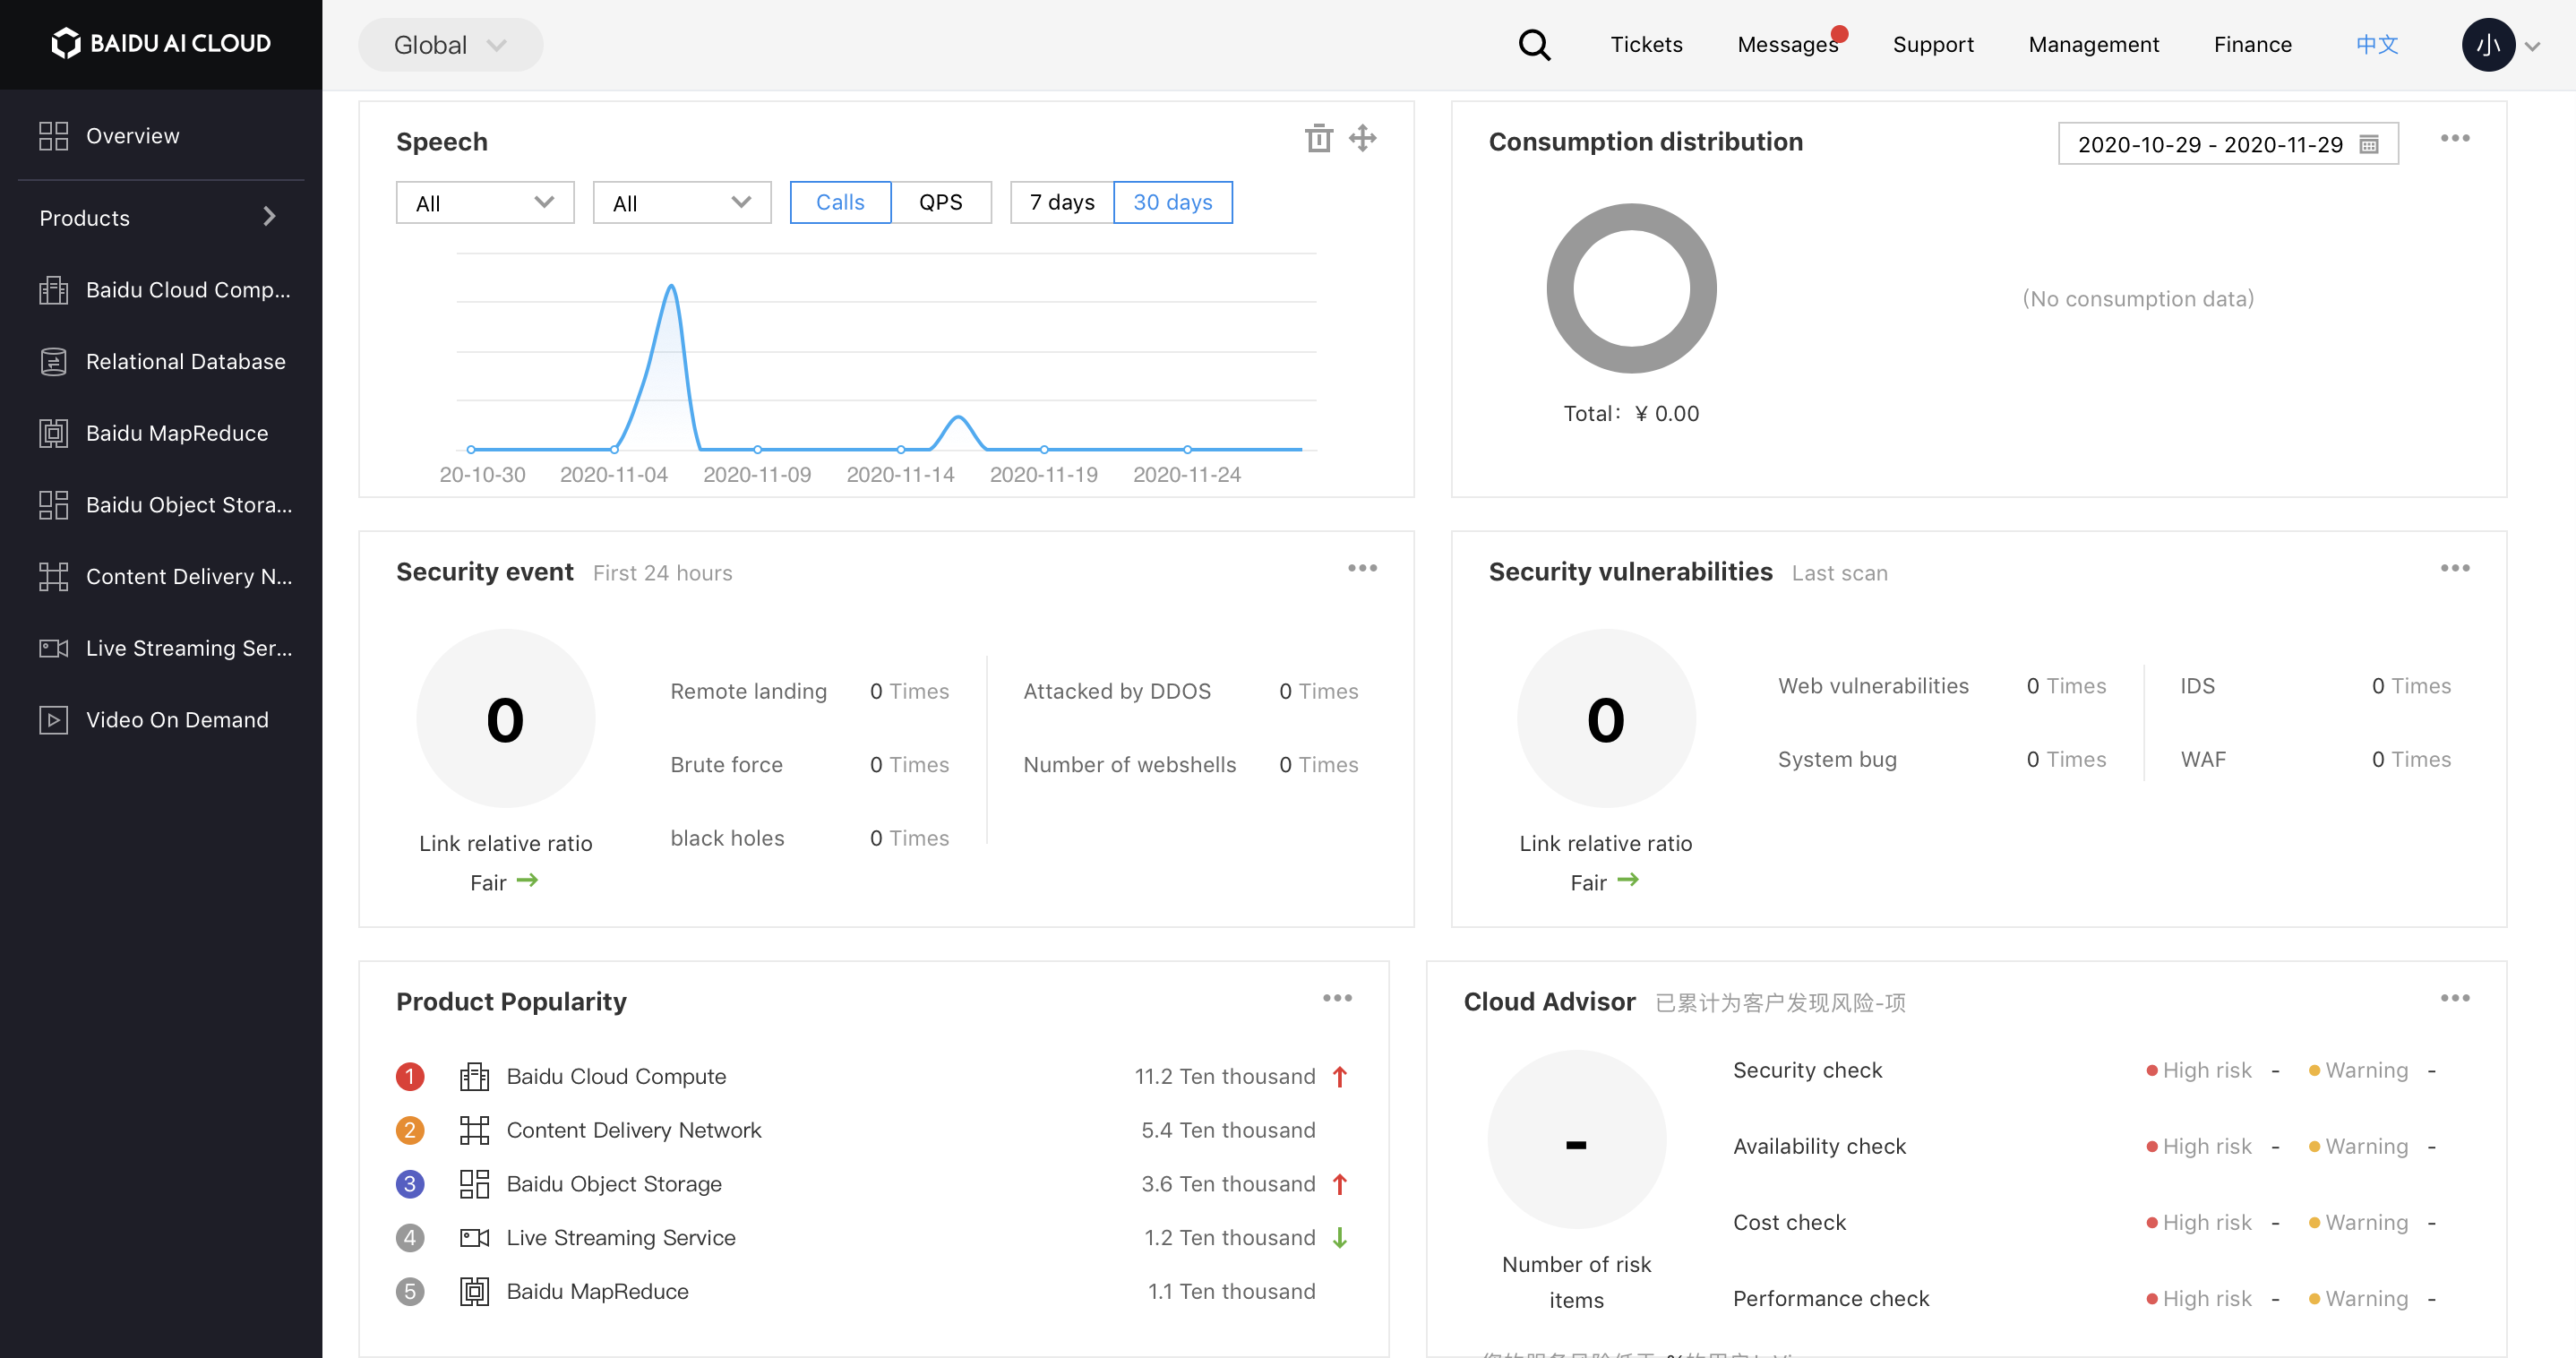 BAIDU AI CLOUD
Global
Tickets
Messages
Support
Management
Finance
中文
小
Overview
Products
Baidu Cloud Comp...
Relational Database
Baidu MapReduce
Baidu Object Stora...
Content Delivery N...
Live Streaming Ser...
Video On Demand
Speech
All
All
Calls
QPS
7 days
30 days
20-10-30
2020-11-04
2020-11-09
2020-11-14
2020-11-19
2020-11-24
Consumption distribution
2020-10-29 - 2020-11-29
(No consumption data)
Total: ¥ 0.00
Security event First 24 hours
0
Link relative ratio
Fair
Remote landing 0 Times
Brute force 0 Times
black holes 0 Times
Attacked by DDOS 0 Times
Number of webshells 0 Times
Security vulnerabilities Last scan
0
Link relative ratio
Fair
Web vulnerabilities 0 Times
System bug 0 Times
IDS 0 Times
WAF 0 Times
Product Popularity
1 Baidu Cloud Compute 11.2 Ten thousand
2 Content Delivery Network 5.4 Ten thousand
3 Baidu Object Storage 3.6 Ten thousand
4 Live Streaming Service 1.2 Ten thousand
5 Baidu MapReduce 1.1 Ten thousand
Cloud Advisor 已累计为客户发现风险-项
-
Number of risk
items
Security check High risk - Warning -
Availability check High risk - Warning -
Cost check High risk - Warning -
Performance check High risk - Warning -